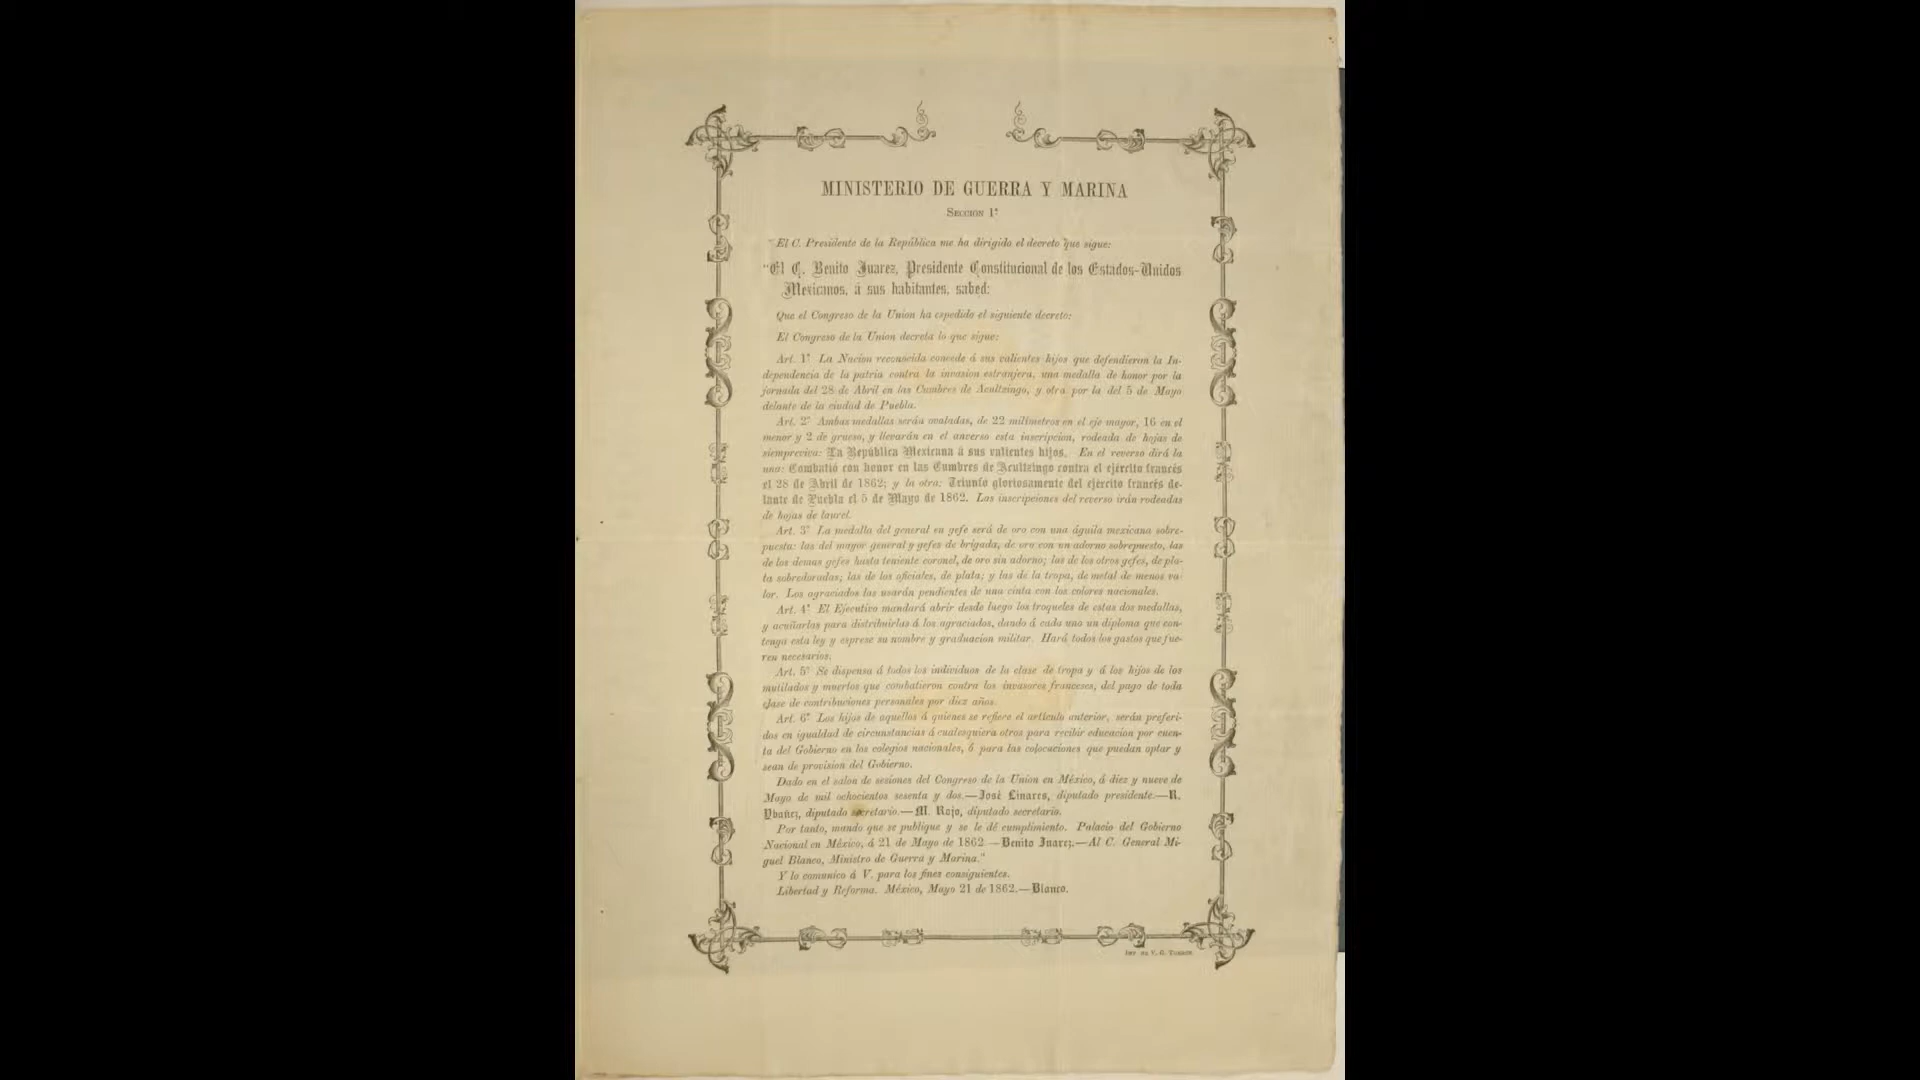 MINISTERIO DE GUERRA Y MARINA
SECCION 1ª
El C. Presidente de la República me ha dirigido el decreto que sigue:
"El C. Benito Juarez, Presidente Constitucional de los Estados-Unidos
Mexicanos, á sus habitantes, sabed:
Que el Congreso de la Union ha espedido el siguiente decreto:
El Congreso de la Union decreta lo que sigue:
Art. 1º La Nacion reconocida concede á sus valientes hijos que defendieron la In-
dependencia de la patria contra la invasion estranjera, una medalla de honor por la
jornada del 28 de Abril en las Cumbres de Acultzingo, y otra por la del 5 de Mayo
delante de la ciudad de Puebla.
Art. 2º Ambas medallas serán ovaladas, de 22 milímetros en el eje mayor, 16 en el
menor y 2 de grueso, y llevarán en el anverso esta inscripcion, rodeada de hojas de
siempreviva: La República Mexicana á sus valientes hijos. En el reverso dirá la
una: Combatió con honor en las Cumbres de Acultzingo contra el ejército francés
el 28 de Abril de 1862; y la otra: Triunfó gloriosamente del ejército francés de-
lante de Puebla el 5 de Mayo de 1862. Las inscripciones del reverso irán rodeadas
de hojas de laurel.
Art. 3º La medalla del general en gefe será de oro con una águila mexicana sobre-
puesta: las del mayor general y gefes de brigada, de oro con un adorno sobrepuesto, las
de los demas gefes hasta teniente coronel, de oro sin adorno; las de los otros gefes, de pla-
ta sobredoradas; las de los oficiales, de plata; y las de la tropa, de metal de menos va-
lor. Los agraciados las usarán pendientes de una cinta con los colores nacionales.
Art. 4º El Ejecutivo mandará abrir desde luego los troqueles de estas dos medallas,
y acuñarlas para distribuirlas á los agraciados, dando á cada uno un diploma que con-
tenga esta ley y esprese su nombre y graduacion militar. Hará todos los gastos que fue-
ren necesarios.
Art. 5º Se dispensa á todos los individuos de la clase de tropa y á los hijos de los
mutilados y muertos que combatieron contra los invasores franceses, del pago de toda
clase de contribuciones personales por diez años.
Art. 6º Los hijos de aquellos á quienes se refiere el artículo anterior, serán preferi-
dos en igualdad de circunstancias á cualesquiera otros para recibir educacion por cuen-
ta del Gobierno en los colegios nacionales, ó para las colocaciones que puedan optar y
sean de provision del Gobierno.
Dado en el salon de sesiones del Congreso de la Union en México, á diez y nueve de
Mayo de mil ochocientos sesenta y dos.—José Linares, diputado presidente.—R.
Ybañez, diputado secretario.—M. Rojo, diputado secretario.
Por tanto, mando que se publique y se le dé cumplimiento. Palacio del Gobierno
Nacional en México, á 21 de Mayo de 1862.—Benito Juarez.—Al C. General Mi-
guel Blanco, Ministro de Guerra y Marina."
Y lo comunico á V. para los fines consiguientes.
Libertad y Reforma. México, Mayo 21 de 1862.—Blanco.
IMP. DE V. G. TORRES